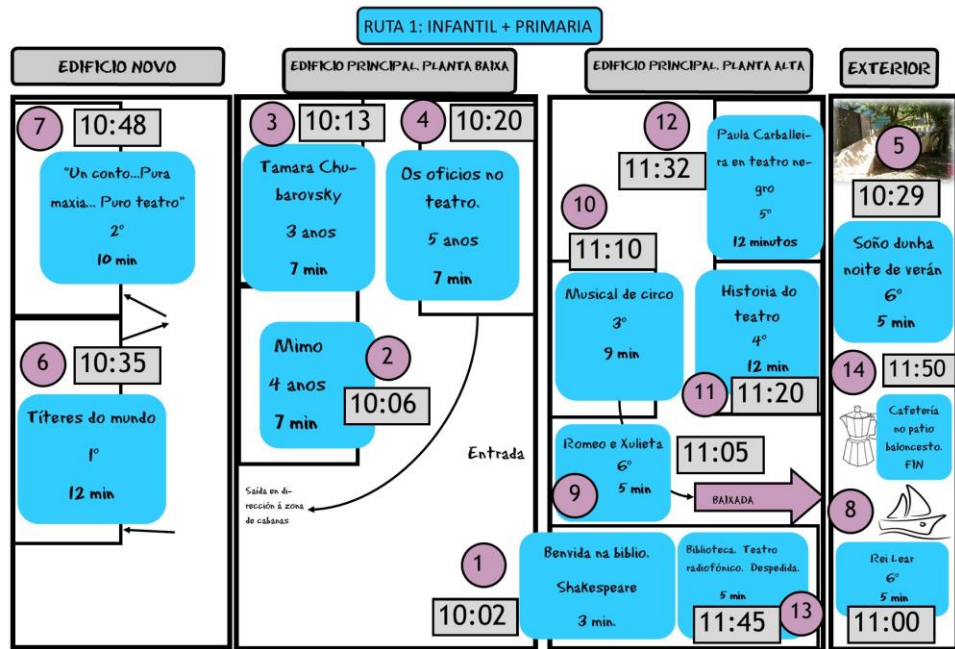 RUTA 1: INFANTIL + PRIMARIA
EDIFICIO NOVO
7
10:48
"Un conto...Pura
maxia... Puro teatro"
2º
10 min
6
10:35
Títeres do mundo
1º
12 min
EDIFICIO PRINCIPAL. PLANTA BAIXA
3
10:13
Tamara Chu-
barovsky
3 anos
7 min
4
10:20
Os oficios no
teatro.
5 anos
7 min
Mimo
4 anos
7 min
2
10:06
Entrada
Saída en di-
rección á zona
de cabanas
EDIFICIO PRINCIPAL. PLANTA ALTA
12
11:32
Paula Carballei-
ra en teatro ne-
gro
5º
12 minutos
10
11:10
Musical de circo
3º
9 min
Historia do
teatro
4º
12 min
11
11:20
Romeo e Xulieta
6º
5 min
9
11:05
BAIXADA
1
10:02
Benvida na biblio.
Shakespeare
3 min.
Biblioteca. Teatro
radiofónico. Despedida.
5 min
11:45
13
EXTERIOR
5
10:29
Soño dunha
noite de verán
6º
5 min
14
11:50
Cafetería
no patio
baloncesto.
FIN
8
Rei Lear
6º
5 min
11:00